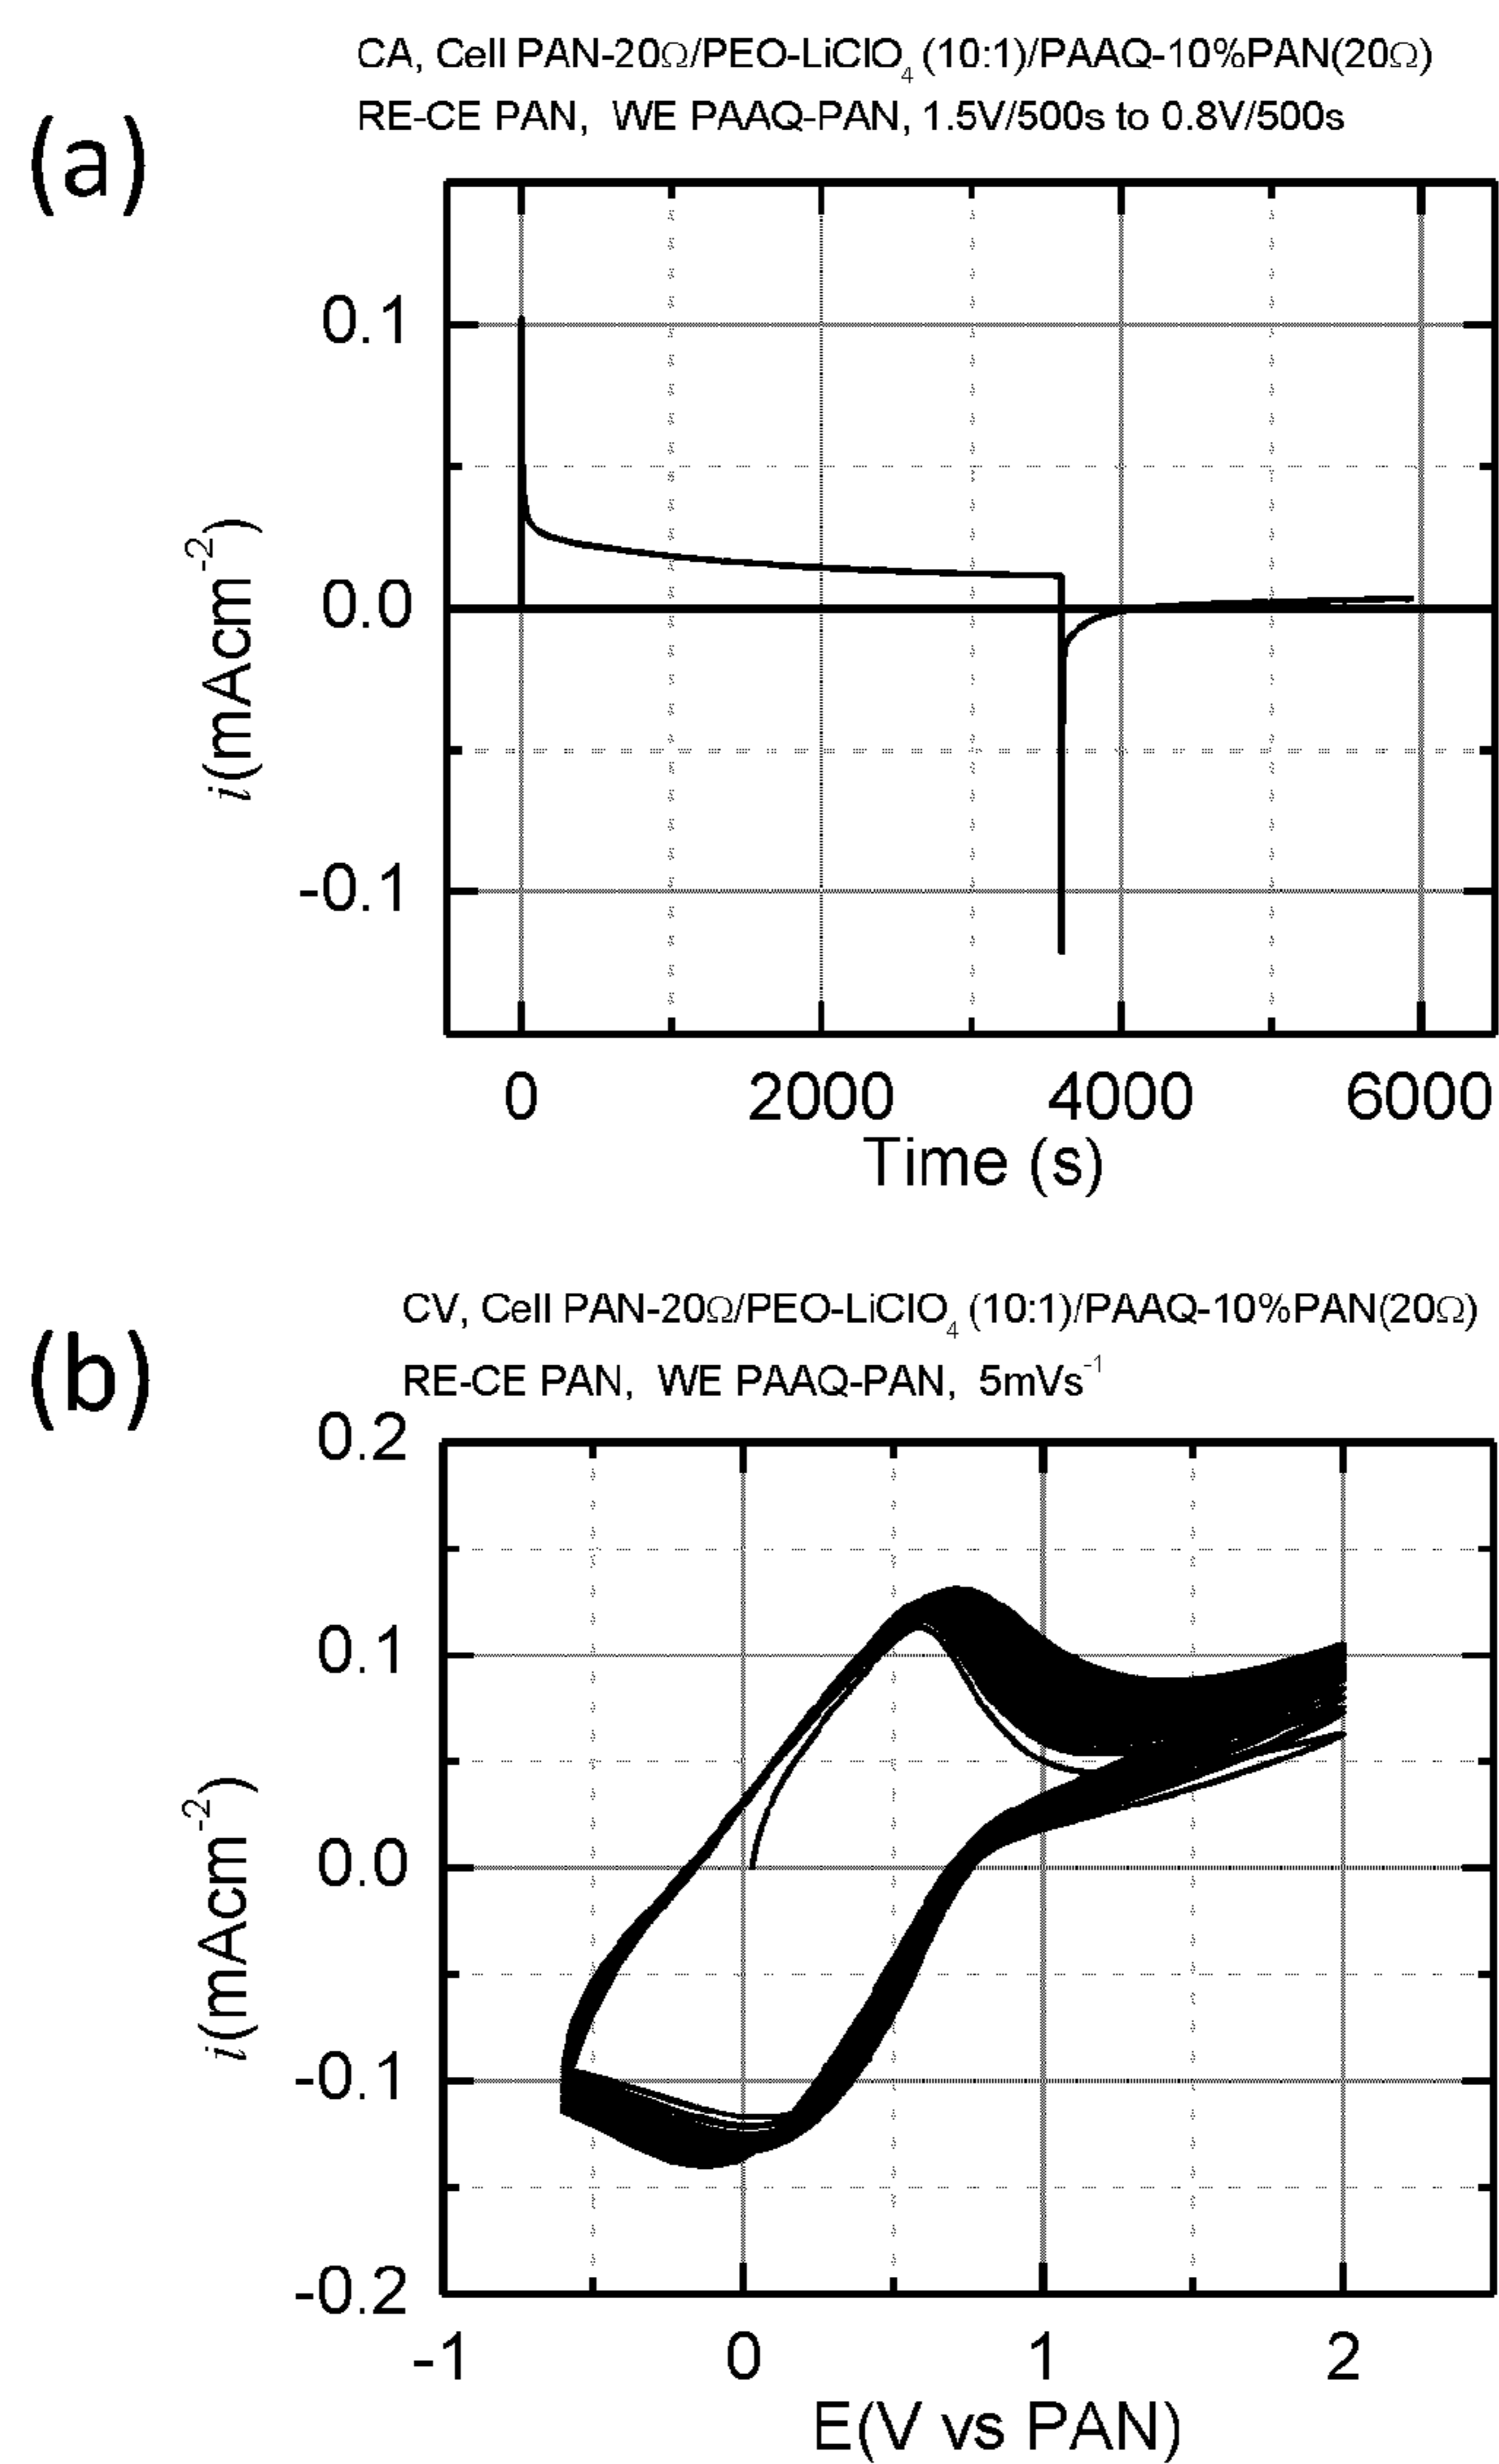 CA, Cell PAN-20Ω/PEO-LiClO₄ (10:1)/PAAQ-10%PAN(20Ω)
RE-CE PAN, WE PAAQ-PAN, 1.5V/500s to 0.8V/500s
(a)
0.1
0.0
-0.1
i(mAcm⁻²)
0 2000 4000 6000
Time (s)
CV, Cell PAN-20Ω/PEO-LiClO₄ (10:1)/PAAQ-10%PAN(20Ω)
(b)
RE-CE PAN, WE PAAQ-PAN, 5mVs⁻¹
0.2
0.1
0.0
-0.1
-0.2
i(mAcm⁻²)
-1 0 1 2
E(V vs PAN)